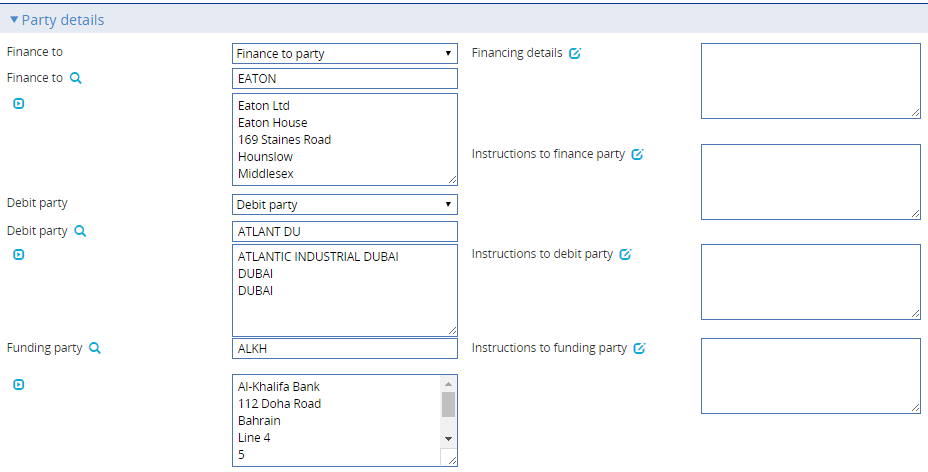 Party details
Finance to
Finance to party
Financing details
Finance to
EATON
Eaton Ltd
Eaton House
169 Staines Road
Hounslow
Middlesex
Instructions to finance party
Debit party
Debit party
Debit party
ATLANT DU
ATLANTIC INDUSTRIAL DUBAI
DUBAI
DUBAI
Instructions to debit party
Funding party
ALKH
Instructions to funding party
Al-Khalifa Bank
112 Doha Road
Bahrain
Line 4
5